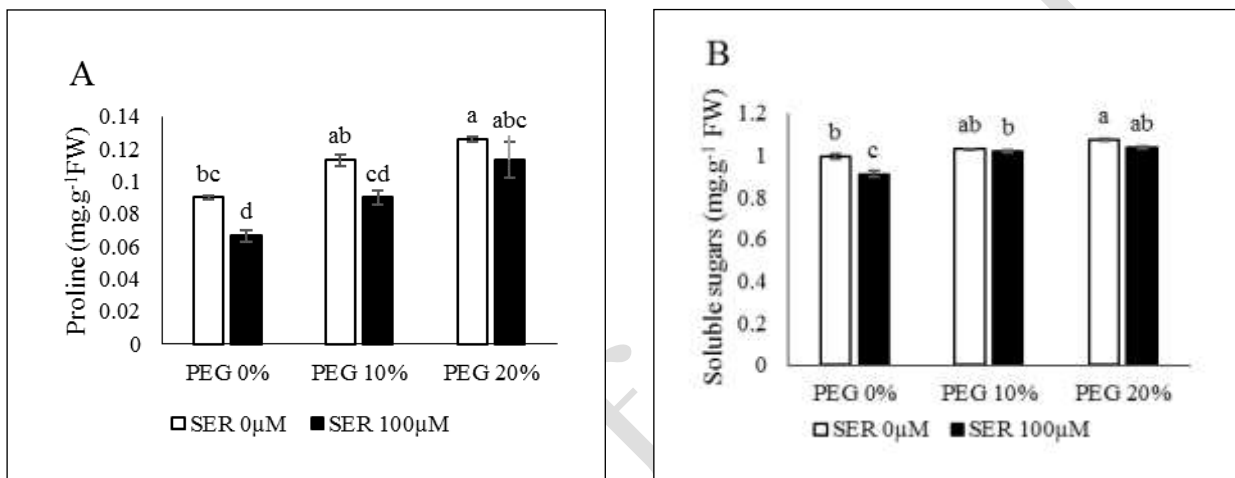 A
Proline (mg.g⁻¹FW)
0.14
0.12
0.1
0.08
0.06
0.04
0.02
0
bc
d
ab
cd
a
abc
PEG 0%
PEG 10%
PEG 20%
SER 0µM
SER 100µM
B
Soluble sugars (mg.g⁻¹ FW)
1.2
1
0.8
0.6
0.4
0.2
0
b
c
ab
b
a
ab
PEG 0%
PEG 10%
PEG 20%
SER 0µM
SER 100µM